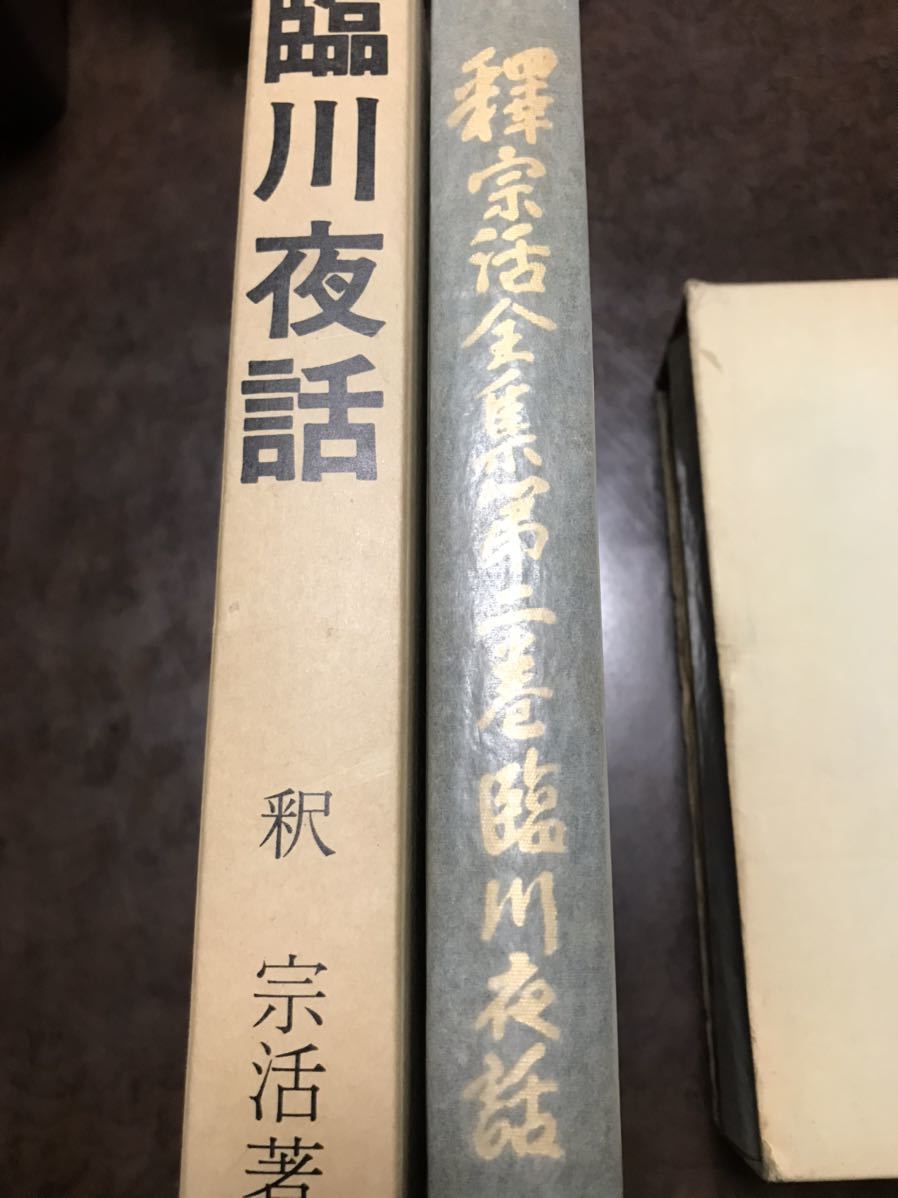 臨川夜話
釈 宗活著
釋宗活全集第二巻臨川夜話